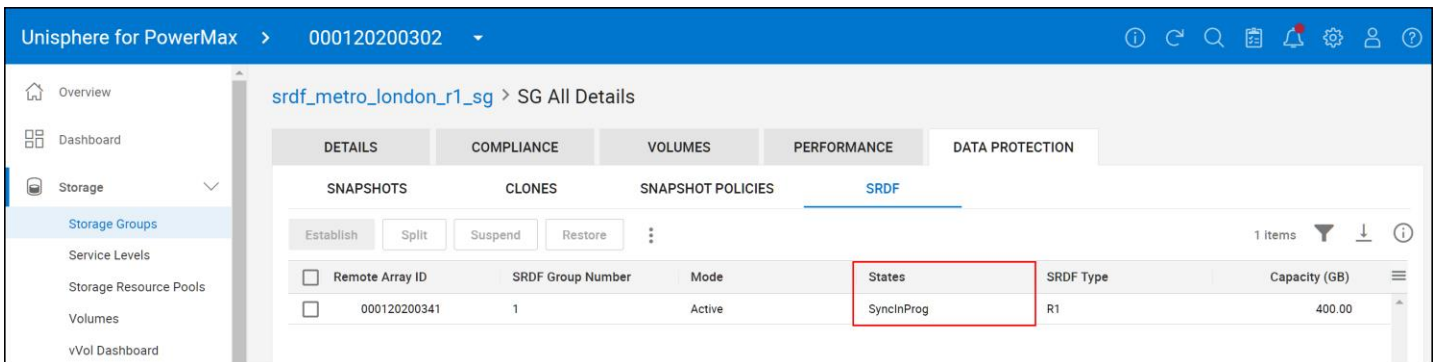 Unisphere for PowerMax > 000120200302
Overview
Dashboard
Storage
Storage Groups
Service Levels
Storage Resource Pools
Volumes
vVol Dashboard
srdf_metro_london_r1_sg > SG All Details
DETAILS COMPLIANCE VOLUMES PERFORMANCE DATA PROTECTION
SNAPSHOTS CLONES SNAPSHOT POLICIES SRDF
Establish Split Suspend Restore 1 items
Remote Array ID SRDF Group Number Mode States SRDF Type Capacity (GB)
000120200341 1 Active SyncInProg R1 400.00